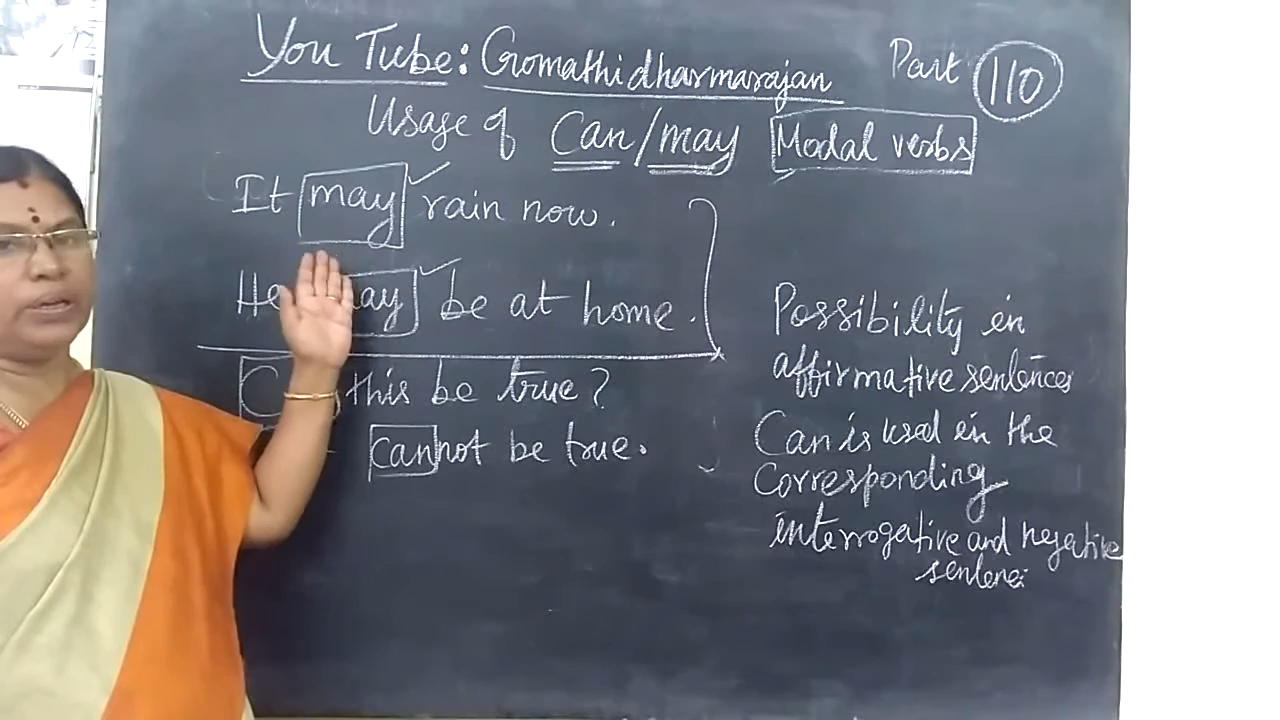 You Tube: Gomathidharmarajan Part 110
Usage of Can/may Modal verbs
It may rain now.
He may be at home.
this be true?
cannot be true.
Possibility in
affirmative sentences
Can is used in the
Corresponding
interrogative and negative